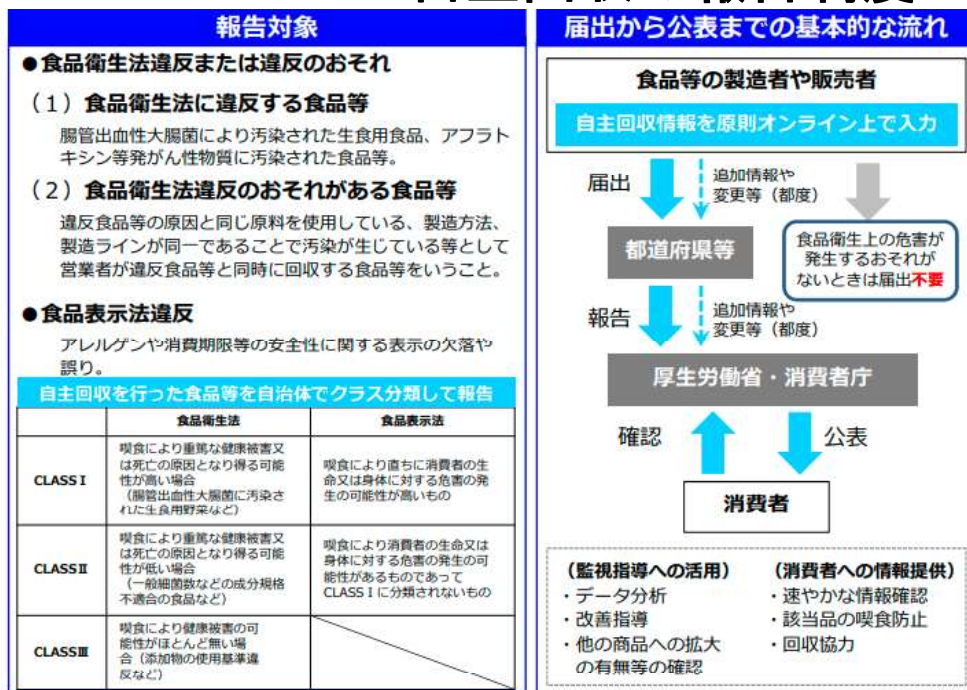 報告対象
●食品衛生法違反または違反のおそれ
（1）食品衛生法に違反する食品等
腸管出血性大腸菌により汚染された生食用食品、アフラト
キシン等発がん性物質に汚染された食品等。
（2）食品衛生法違反のおそれがある食品等
違反食品等の原因と同じ原料を使用している、製造方法、
製造ラインが同一であることで汚染が生じている等として
営業者が違反食品等と同時に回収する食品等をいうこと。
●食品表示法違反
アレルゲンや消費期限等の安全性に関する表示の欠落や
誤り。
自主回収を行った食品等を自治体でクラス分類して報告
食品衛生法
食品表示法
CLASSⅠ
喫食により重篤な健康被害又
は死亡の原因となり得る可能
性が高い場合
（腸管出血性大腸菌に汚染さ
れた生食用野菜など）
喫食により直ちに消費者の生
命又は身体に対する危害の発
生の可能性が高いもの
CLASSⅡ
喫食により重篤な健康被害又
は死亡の原因となり得る可能
性が低い場合
（一般細菌数などの成分規格
不適合の食品など）
喫食により消費者の生命又は
身体に対する危害の発生の可
能性があるものであって
CLASSⅠに分類されないもの
CLASSⅢ
喫食により健康被害の可
能性がほとんど無い場
合（添加物の使用基準違
反など）
届出から公表までの基本的な流れ
食品等の製造者や販売者
自主回収情報を原則オンライン上で入力
届出
追加情報や
変更等（都度）
都道府県等
食品衛生上の危害が
発生するおそれが
ないときは届出不要
報告
追加情報や
変更等（都度）
厚生労働省・消費者庁
確認
公表
消費者
（監視指導への活用）
・データ分析
・改善指導
・他の商品への拡大
の有無等の確認
（消費者への情報提供）
・速やかな情報確認
・該当品の喫食防止
・回収協力